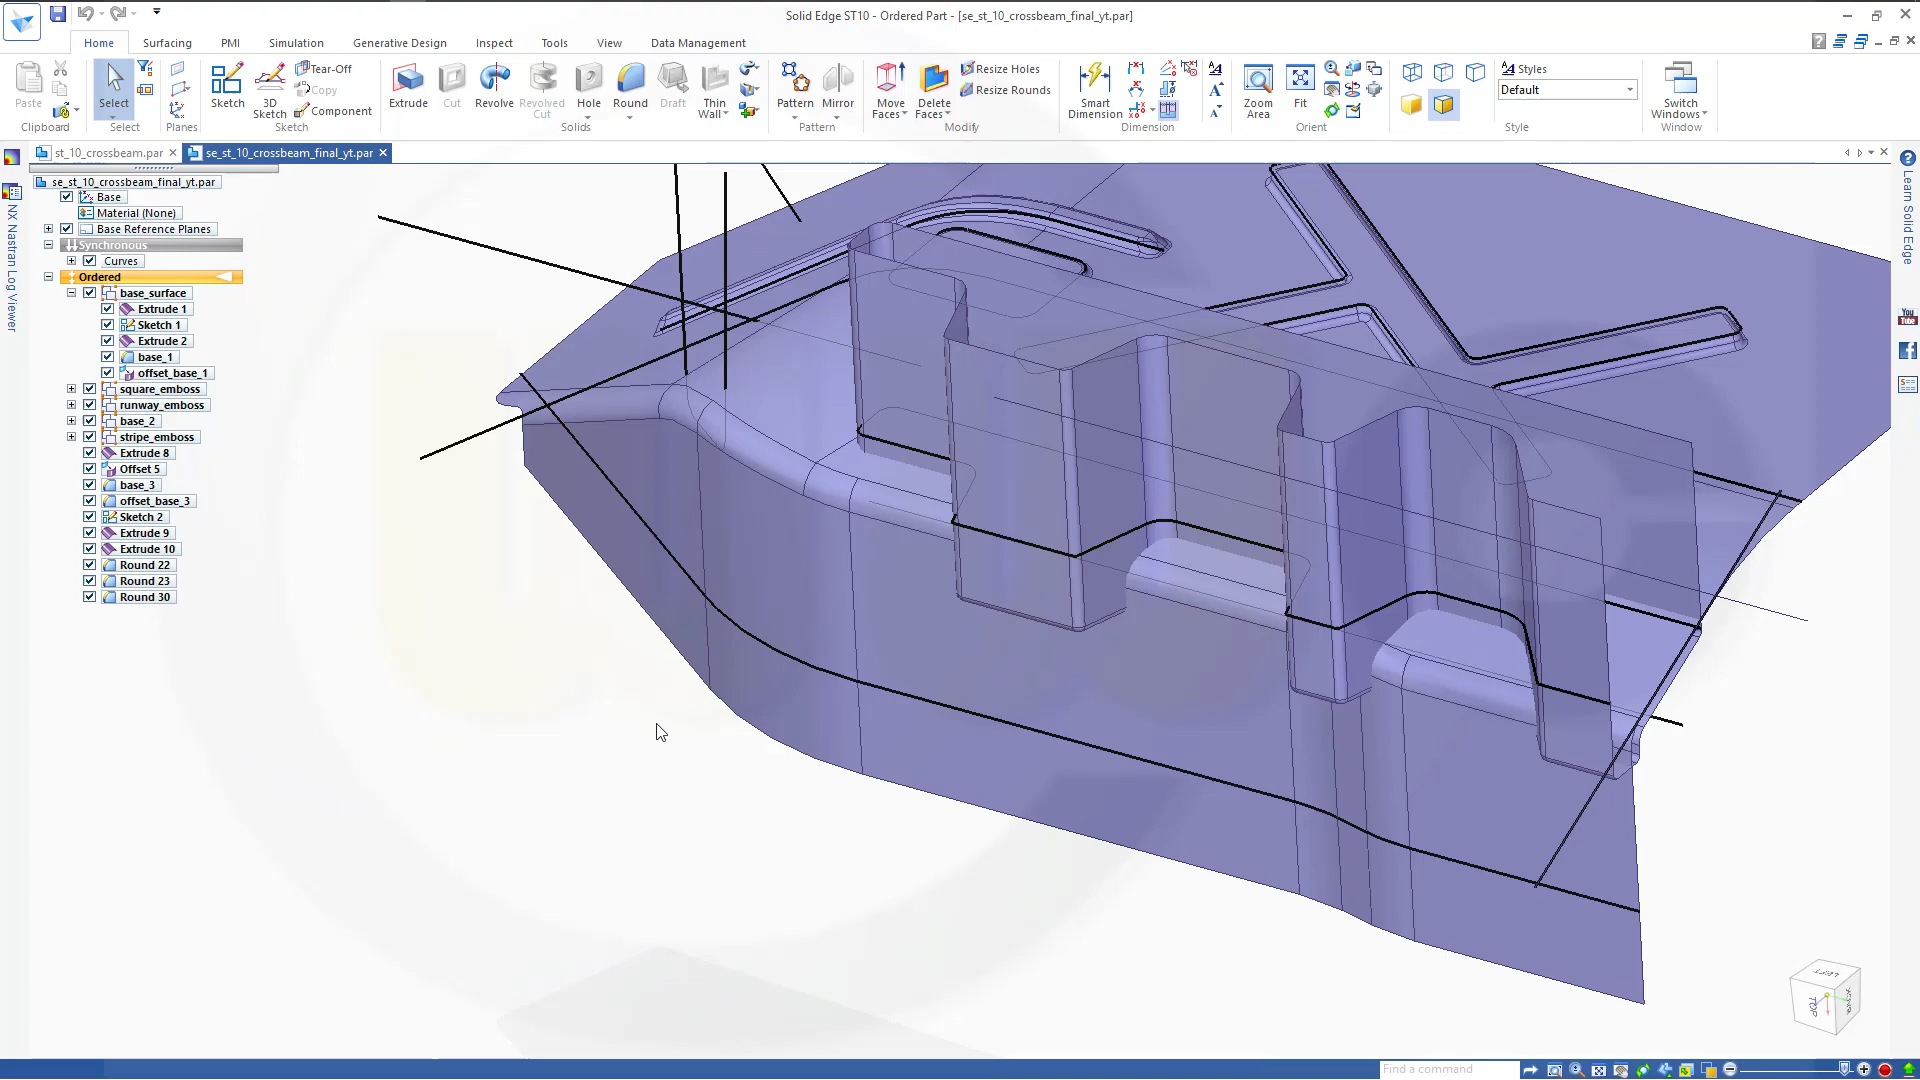 Solid Edge ST10 - Ordered Part - [se_st_10_crossbeam_final_yt.par]
Home Surfacing PMI Simulation Generative Design Inspect Tools View Data Management
Paste
Clipboard
Select
Select
Planes
Sketch
3D Sketch
Tear-Off
Copy
Component
Sketch
Extrude
Cut
Revolve
Revolved Cut
Hole
Round
Draft
Thin Wall
Solids
Pattern
Mirror
Pattern
Move Faces
Delete Faces
Resize Holes
Resize Rounds
Modify
Smart Dimension
Dimension
Zoom Area
Fit
Orient
Styles
Default
Style
Switch Windows
Window
st_10_crossbeam.par
se_st_10_crossbeam_final_yt.par
se_st_10_crossbeam_final_yt.par
Base
Material (None)
Base Reference Planes
Synchronous
Curves
Ordered
base_surface
Extrude 1
Sketch 1
Extrude 2
base_1
offset_base_1
square_emboss
runway_emboss
base_2
stripe_emboss
Extrude 8
Offset 5
base_3
offset_base_3
Sketch 2
Extrude 9
Extrude 10
Round 22
Round 23
Round 30
NX Nastran Log Viewer
Learn Solid Edge
You
Tube
LEFT
TOP
Find a command